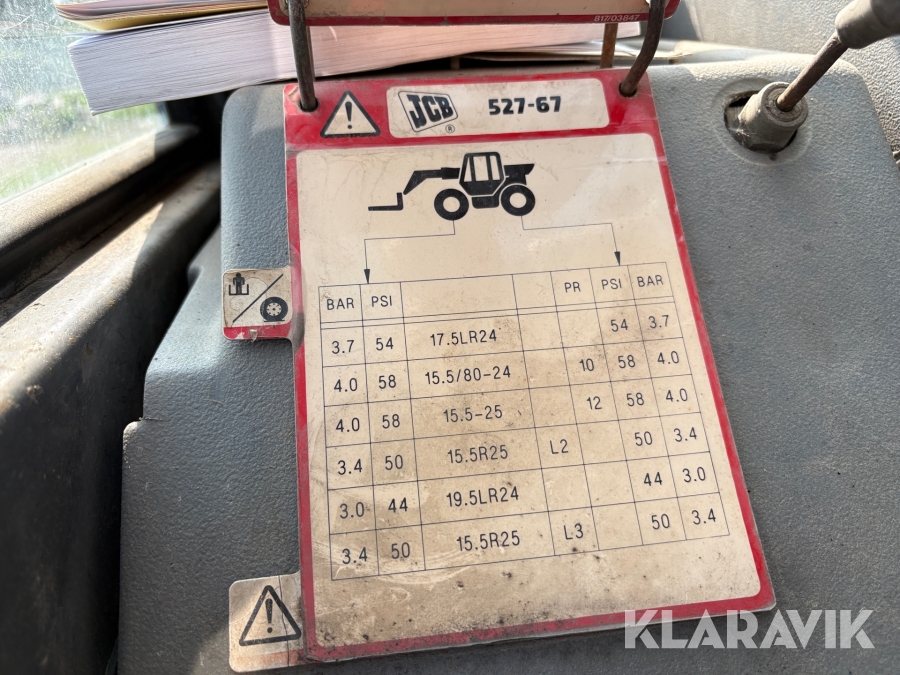 817/03847
JCB
®
527-67
BAR PSI PR PSI BAR
3.7 54 17.5LR24 54 3.7
4.0 58 15.5/80-24 10 58 4.0
4.0 58 15.5-25 12 58 4.0
3.4 50 15.5R25 L2 50 3.4
3.0 44 19.5LR24 44 3.0
3.4 50 15.5R25 L3 50 3.4
KLARAVIK